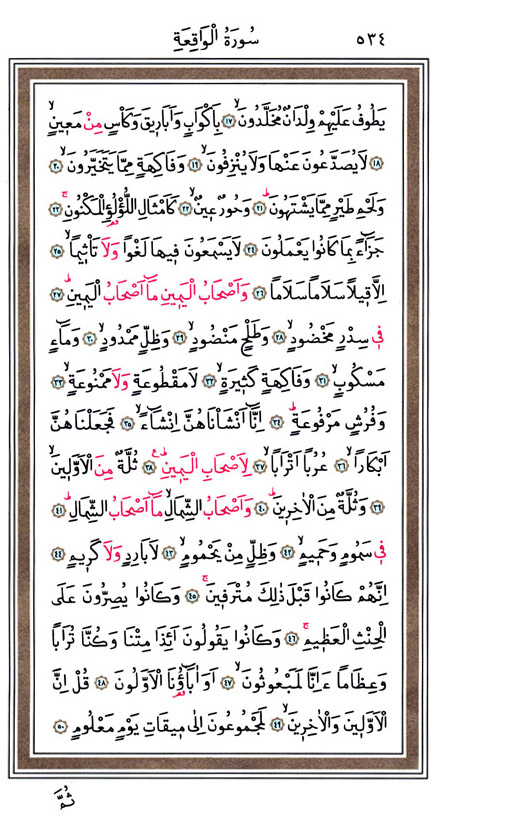 ٥٣٤ سُورَةُ الْوَاقِعَةِ
يَطُوفُ عَلَيْهِمْ وِلْدَانٌ مُخَلَّدُونَۙ ﴿١٧﴾ بِاَكْوَابٍ وَاَبَار۪يقَ وَكَأْسٍ مِنْ مَع۪ينٍۙ
﴿١٨﴾ لَا يُصَدَّعُونَ عَنْهَا وَلَا يُنْزِفُونَۙ ﴿١٩﴾ وَفَاكِهَةٍ مِمَّا يَتَخَيَّرُونَۙ ﴿٢٠﴾
وَلَحْمِ طَيْرٍ مِمَّا يَشْتَهُونَۜ ﴿٢١﴾ وَحُورٌ ع۪ينٌۙ ﴿٢٢﴾ كَاَمْثَالِ اللُّؤْلُؤِ۬ الْمَكْنُونِۚ ﴿٢٣﴾
جَزَٓاءً بِمَا كَانُوا يَعْمَلُونَ ﴿٢٤﴾ لَا يَسْمَعُونَ ف۪يهَا لَغْوًا وَلَا تَأْث۪يمًاۙ ﴿٢٥﴾
اِلَّا ق۪يلًا سَلَامًا سَلَامًا ﴿٢٦﴾ وَاَصْحَابُ الْيَم۪ينِ مَٓا اَصْحَابُ الْيَم۪ينِۜ ﴿٢٧﴾
ف۪ي سِدْرٍ مَخْضُودٍۙ ﴿٢٨﴾ وَطَلْحٍ مَنْضُودٍۙ ﴿٢٩﴾ وَظِلٍّ مَمْدُودٍۙ ﴿٣٠﴾ وَمَٓاءٍ
مَسْكُوبٍۙ ﴿٣١﴾ وَفَاكِهَةٍ كَث۪يرَةٍۙ ﴿٣٢﴾ لَا مَقْطُوعَةٍ وَلَا مَمْنُوعَةٍۙ ﴿٣٣﴾
وَفُرُشٍ مَرْفُوعَةٍۜ ﴿٣٤﴾ اِنَّٓا اَنْشَأْنَاهُنَّ اِنْشَٓاءًۙ ﴿٣٥﴾ فَجَعَلْنَاهُنَّ
اَبْكَارًاۙ ﴿٣٦﴾ عُرُبًا اَتْرَابًاۙ ﴿٣٧﴾ لِاَصْحَابِ الْيَم۪ينِۜ ﴿٣٨﴾ ثُلَّةٌ مِنَ الْاَوَّل۪ينَۙ
﴿٣٩﴾ وَثُلَّةٌ مِنَ الْاٰخِر۪ينَۜ ﴿٤٠﴾ وَاَصْحَابُ الشِّمَالِ مَٓا اَصْحَابُ الشِّمَالِۜ ﴿٤١﴾
ف۪ي سَمُومٍ وَحَم۪يمٍۙ ﴿٤٢﴾ وَظِلٍّ مِنْ يَحْمُومٍۙ ﴿٤٣﴾ لَا بَارِدٍ وَلَا كَر۪يمٍ ﴿٤٤﴾
اِنَّهُمْ كَانُوا قَبْلَ ذٰلِكَ مُتْرَف۪ينَۚ ﴿٤٥﴾ وَكَانُوا يُصِرُّونَ عَلَى
الْحِنْثِ الْعَظ۪يمِۚ ﴿٤٦﴾ وَكَانُوا يَقُولُونَ اَئِذَا مِتْنَا وَكُنَّا تُرَابًا
وَعِظَامًا ءَاِنَّا لَمَبْعُوثُونَۙ ﴿٤٧﴾ اَوَاٰبَٓاؤُ۬نَا الْاَوَّلُونَ ﴿٤٨﴾ قُلْ اِنَّ
الْاَوَّل۪ينَ وَالْاٰخِر۪ينَۙ ﴿٤٩﴾ لَمَجْمُوعُونَ اِلٰى م۪يقَاتِ يَوْمٍ مَعْلُومٍ ﴿٥٠﴾
ثُمَّ